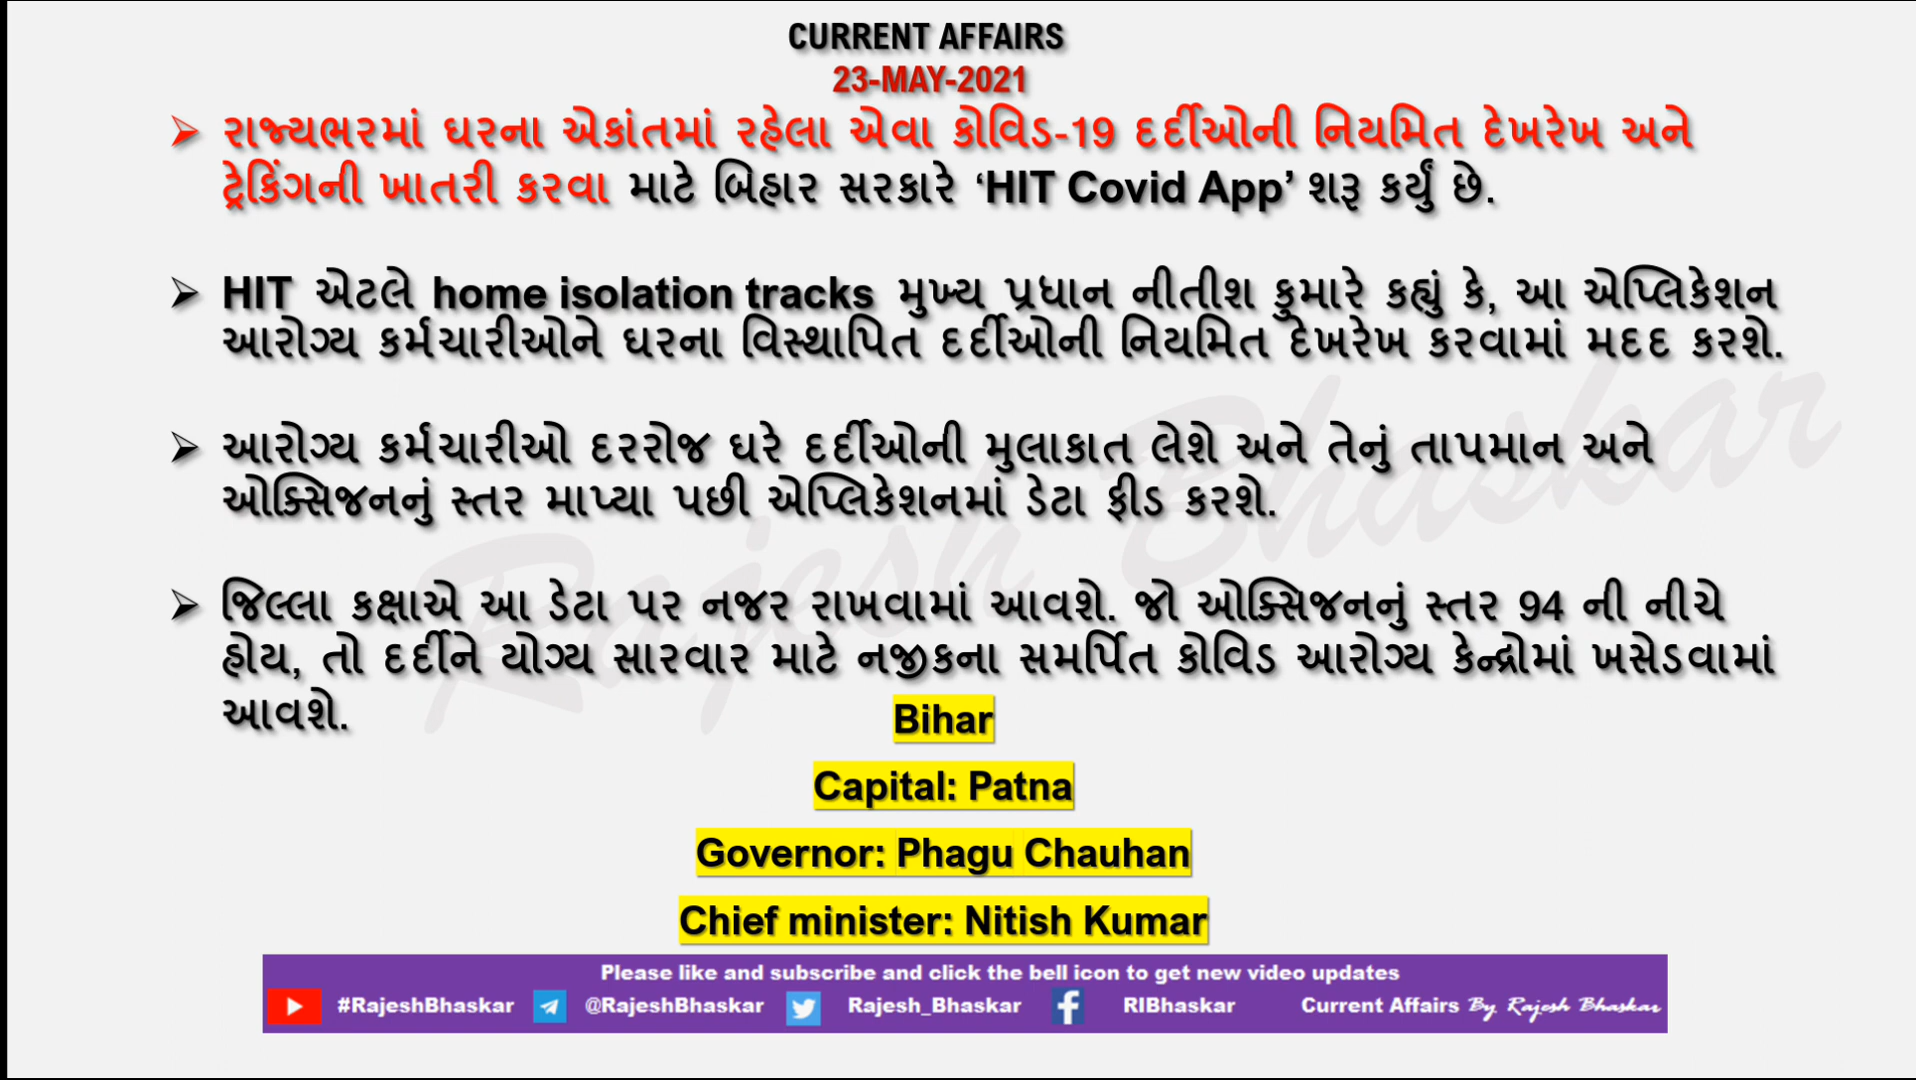 CURRENT AFFAIRS
23-MAY-2021
➢ રાજ્યભરમાં ઘરના એકાંતમાં રહેલા એવા કોવિડ-19 દર્દીઓની નિયમિત દેખરેખ અને
ટ્રેકિંગની ખાતરી કરવા માટે બિહાર સરકારે ‘HIT Covid App’ શરૂ કર્યું છે.
➢ HIT એટલે home isolation tracks મુખ્ય પ્રધાન નીતીશ કુમારે કહ્યું કે, આ એપ્લિકેશન
આરોગ્ય કર્મચારીઓને ઘરના વિસ્થાપિત દર્દીઓની નિયમિત દેખરેખ કરવામાં મદદ કરશે.
➢ આરોગ્ય કર્મચારીઓ દરરોજ ઘરે દર્દીઓની મુલાકાત લેશે અને તેનું તાપમાન અને
ઓક્સિજનનું સ્તર માપ્યા પછી એપ્લિકેશનમાં ડેટા ફીડ કરશે.
➢ જિલ્લા કક્ષાએ આ ડેટા પર નજર રાખવામાં આવશે. જો ઓક્સિજનનું સ્તર 94 ની નીચે
હોય, તો દર્દીને યોગ્ય સારવાર માટે નજીકના સમર્પિત કોવિડ આરોગ્ય કેન્દ્રોમાં ખસેડવામાં
આવશે.
Bihar
Capital: Patna
Governor: Phagu Chauhan
Chief minister: Nitish Kumar
Rajesh Bhaskar
Please like and subscribe and click the bell icon to get new video updates
#RajeshBhaskar @RajeshBhaskar Rajesh_Bhaskar RIBhaskar Current Affairs By Rajesh Bhaskar